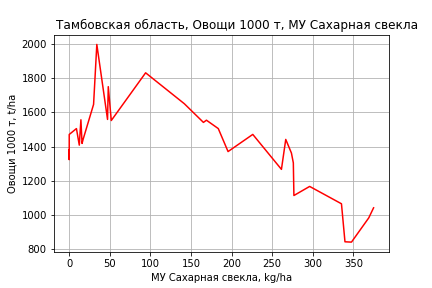 Тамбовская область, Овощи 1000 т, МУ Сахарная свекла
2000
1800
1600
1400
1200
1000
800
Овощи 1000 т, t/ha
0 50 100 150 200 250 300 350
МУ Сахарная свекла, kg/ha